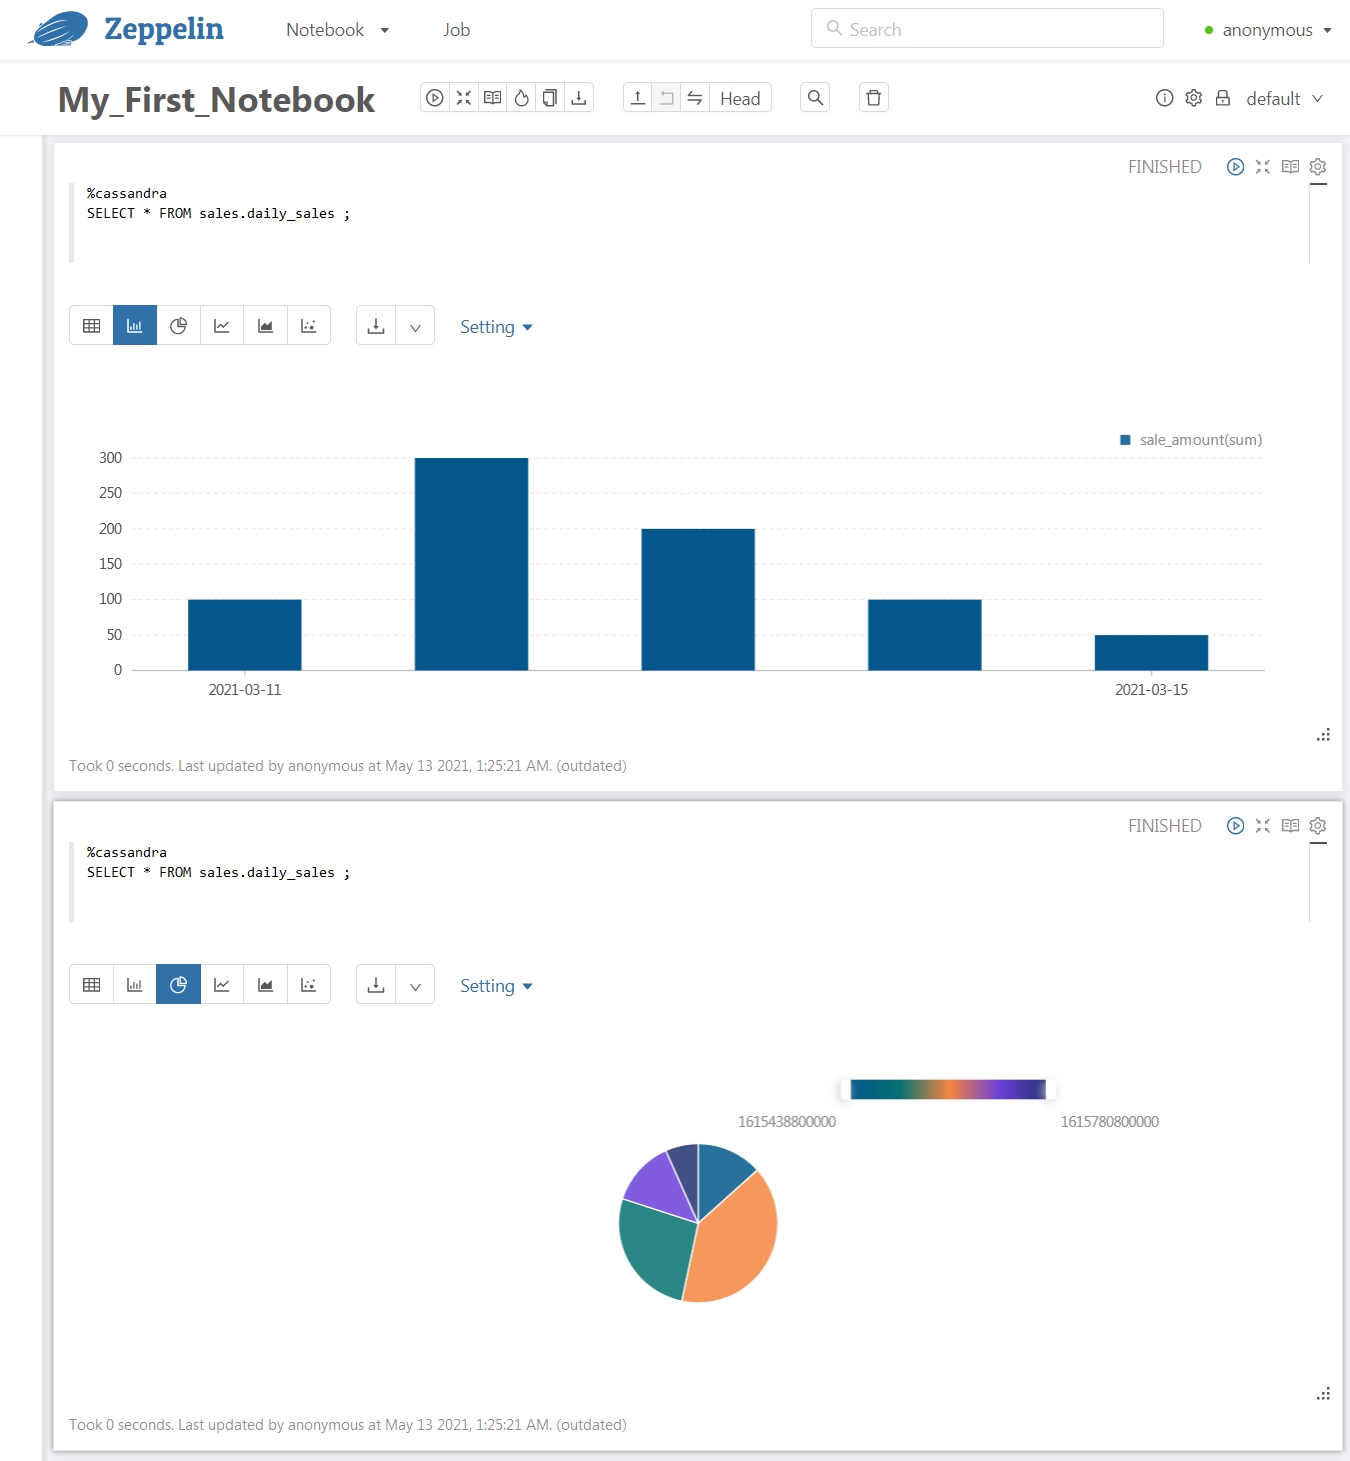 Zeppelin Notebook Job Search anonymous
My_First_Notebook Head default
FINISHED
%cassandra
SELECT * FROM sales.daily_sales ;
Setting
sale_amount(sum)
300
250
200
150
100
50
0
2021-03-11 2021-03-15
Took 0 seconds. Last updated by anonymous at May 13 2021, 1:25:21 AM. (outdated)
FINISHED
%cassandra
SELECT * FROM sales.daily_sales ;
Setting
1615438800000 1615780800000
Took 0 seconds. Last updated by anonymous at May 13 2021, 1:25:21 AM. (outdated)